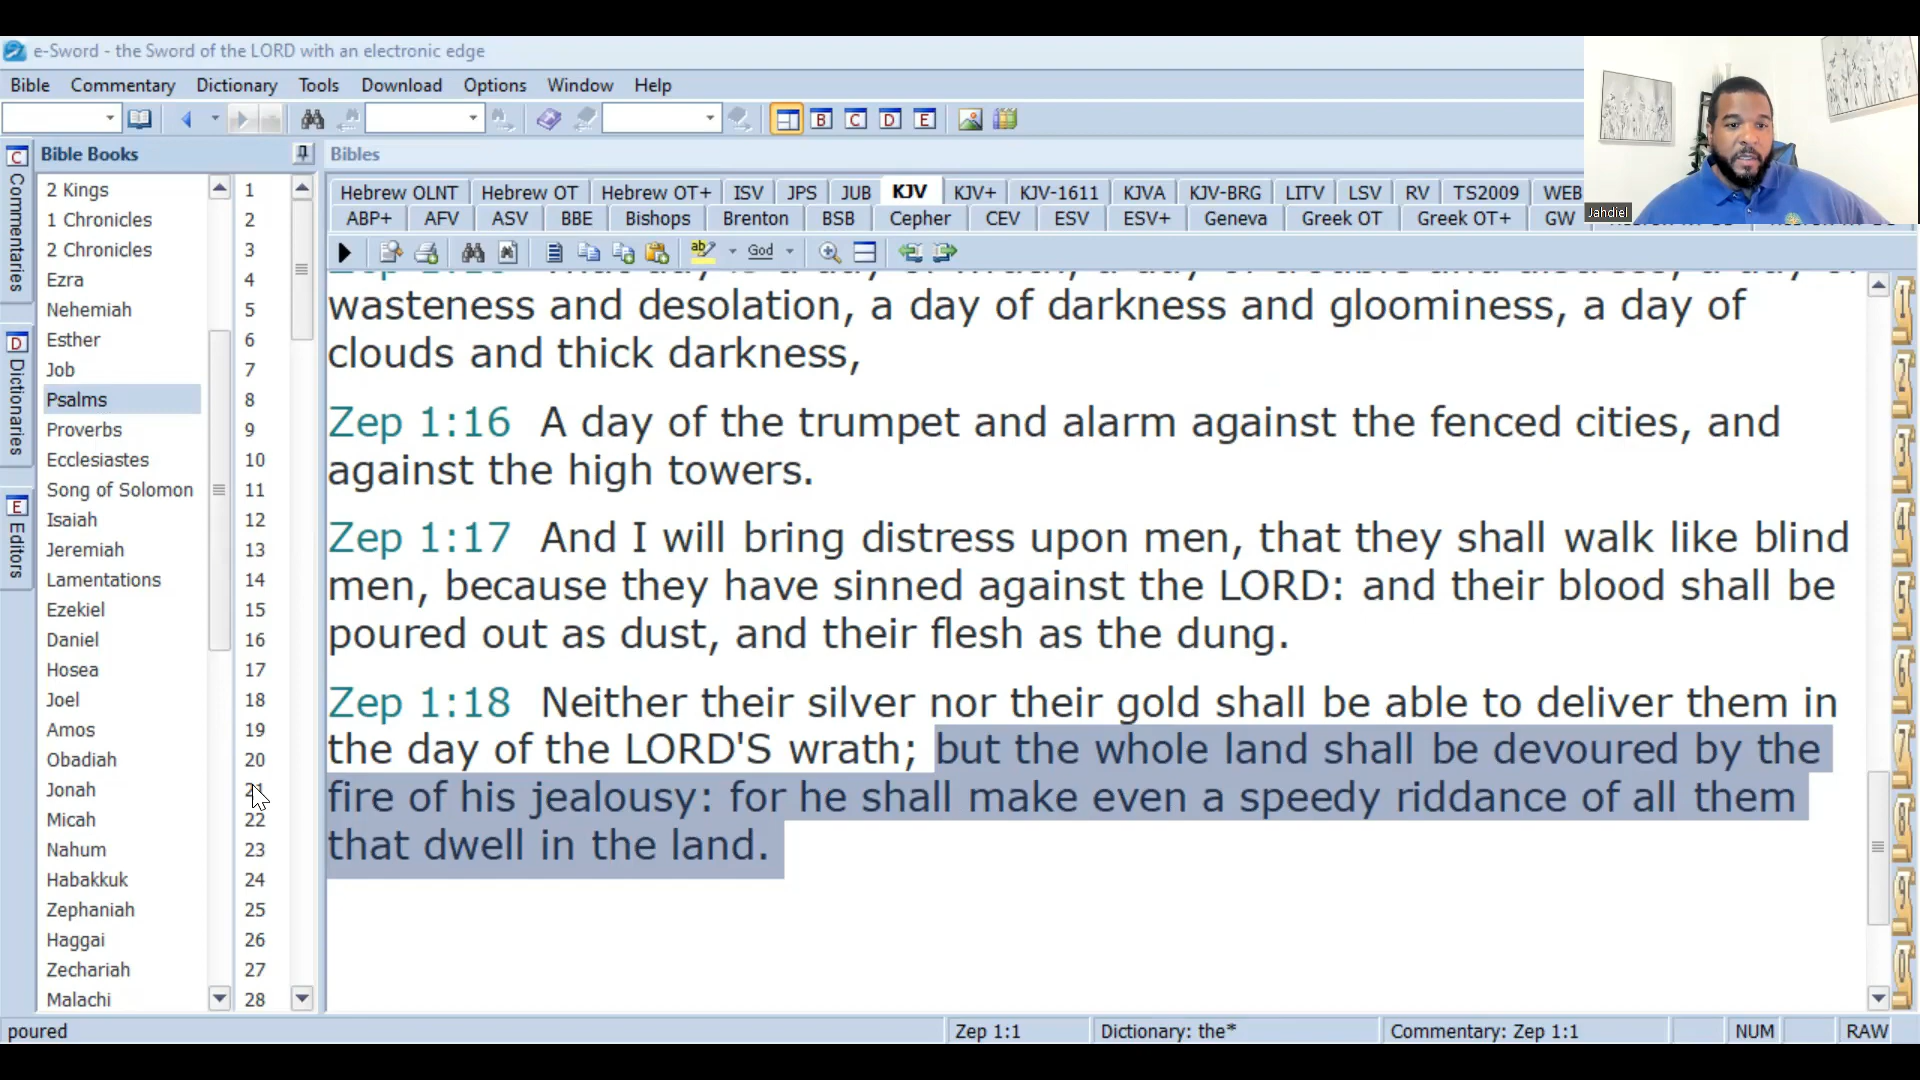 e-Sword - the Sword of the LORD with an electronic edge
Bible Commentary Dictionary Tools Download Options Window Help
B C D E
Jahdiel
C Commentaries
D Dictionaries
E Editors
Bible Books
2 Kings
1 Chronicles
2 Chronicles
Ezra
Nehemiah
Esther
Job
Psalms
Proverbs
Ecclesiastes
Song of Solomon
Isaiah
Jeremiah
Lamentations
Ezekiel
Daniel
Hosea
Joel
Amos
Obadiah
Jonah
Micah
Nahum
Habakkuk
Zephaniah
Haggai
Zechariah
Malachi
1
2
3
4
5
6
7
8
9
10
11
12
13
14
15
16
17
18
19
20
21
22
23
24
25
26
27
28
Bibles
Hebrew OLNT Hebrew OT Hebrew OT+ ISV JPS JUB KJV KJV+ KJV-1611 KJVA KJV-BRG LITV LSV RV TS2009 WEB
ABP+ AFV ASV BBE Bishops Brenton BSB Cepher CEV ESV ESV+ Geneva Greek OT Greek OT+ GW
ab God
wasteness and desolation, a day of darkness and gloominess, a day of
clouds and thick darkness,
Zep 1:16 A day of the trumpet and alarm against the fenced cities, and
against the high towers.
Zep 1:17 And I will bring distress upon men, that they shall walk like blind
men, because they have sinned against the LORD: and their blood shall be
poured out as dust, and their flesh as the dung.
Zep 1:18 Neither their silver nor their gold shall be able to deliver them in
the day of the LORD'S wrath; but the whole land shall be devoured by the
fire of his jealousy: for he shall make even a speedy riddance of all them
that dwell in the land.
1
2
3
4
5
6
7
8
9
0
poured Zep 1:1 Dictionary: the* Commentary: Zep 1:1 NUM RAW